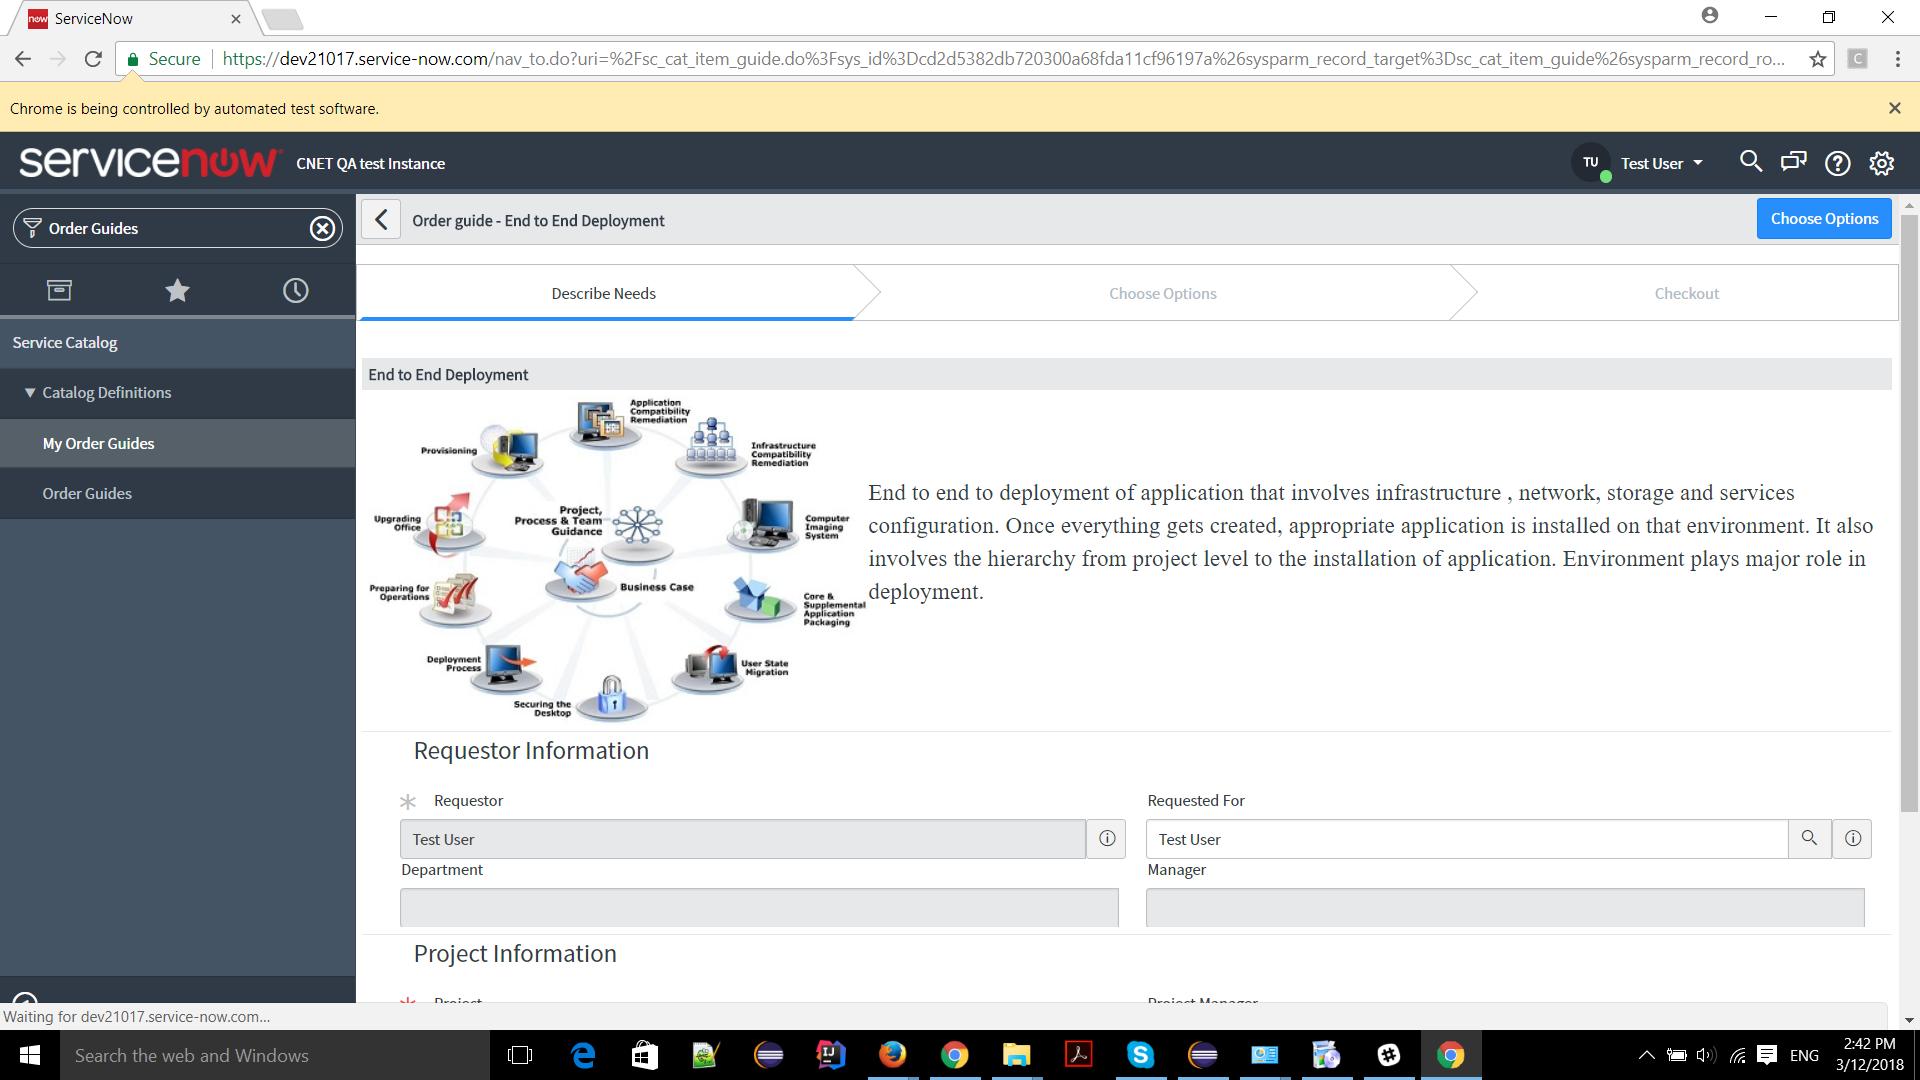 ServiceNow
Secure
https://dev21017.service-now.com/nav_to.do?uri=%2Fsc_cat_item_guide.do%3Fsys_id%3Dcd2d5382db720300a68fda11cf96197a%26sysparm_record_target%3Dsc_cat_item_guide%26sysparm_record_ro...
Chrome is being controlled by automated test software.
servicenow
CNET QA test Instance
TU
Test User
Order Guides
Order guide - End to End Deployment
Choose Options
Describe Needs
Choose Options
Checkout
Service Catalog
Catalog Definitions
My Order Guides
Order Guides
End to End Deployment
Application
Compatibility
Remediation
Provisioning
Infrastructure
Compatibility
Remediation
Upgrading
Office
Project,
Process & Team
Guidance
Computer
Imaging
System
Preparing for
Operations
Business Case
Core &
Supplemental
Application
Packaging
Deployment
Process
User State
Migration
Securing the
Desktop
End to end to deployment of application that involves infrastructure , network, storage and services
configuration. Once everything gets created, appropriate application is installed on that environment. It also
involves the hierarchy from project level to the installation of application. Environment plays major role in
deployment.
Requestor Information
Requestor
Requested For
Test User
Test User
Department
Manager
Project Information
Project
Project Manager
Waiting for dev21017.service-now.com...
Search the web and Windows
ENG
2:42 PM
3/12/2018